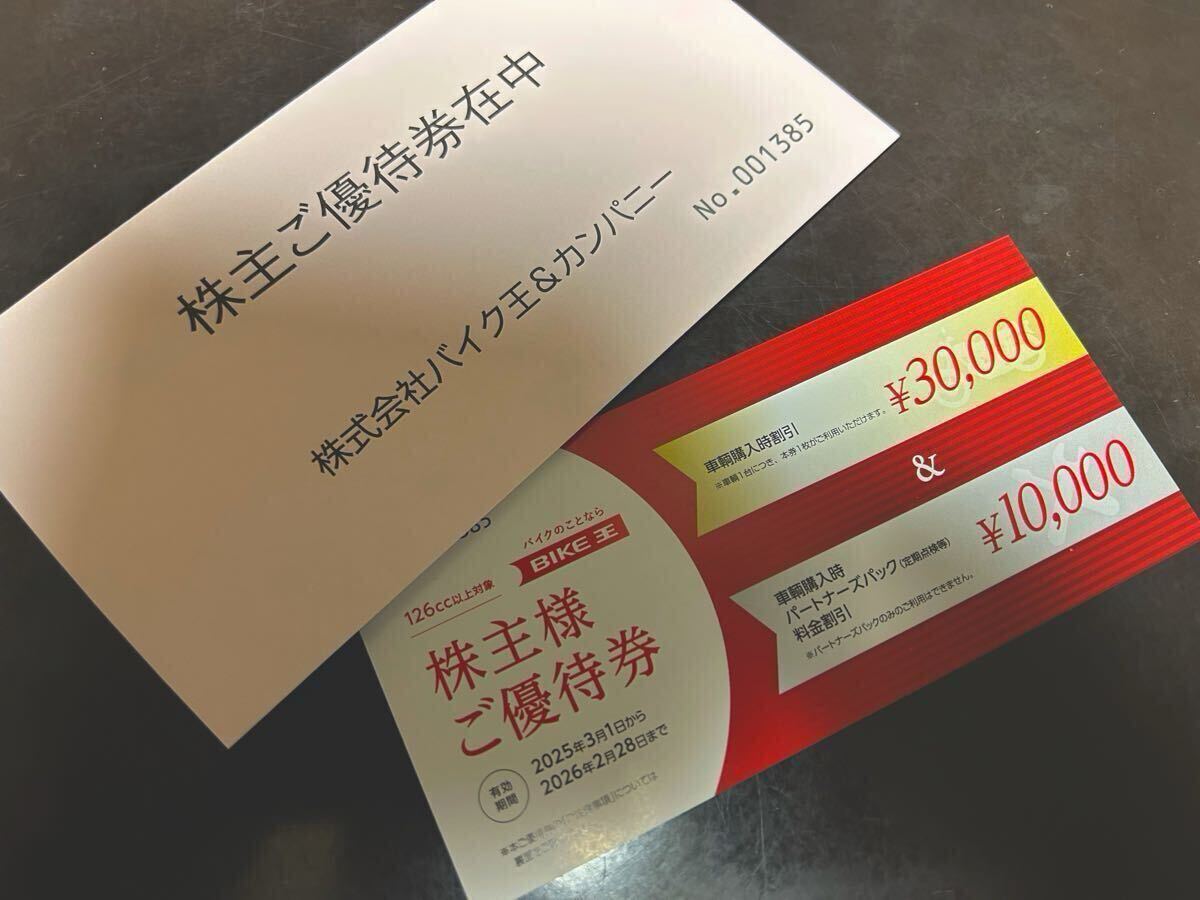 株主ご優待券在中
株式会社バイク王&カンパニー
No.001385
385
126cc以上対象
バイクのことなら
BIKE 王
株主様
ご優待券
有効
期間
2025年3月1日から
2026年2月28日まで
車輌購入時割引
※車輌1台につき、本券1枚がご利用いただけます。
¥30,000
&
車輌購入時
パートナーズパック(定期点検等)
料金割引
※パートナーズパックのみのご利用はできません。
¥10,000